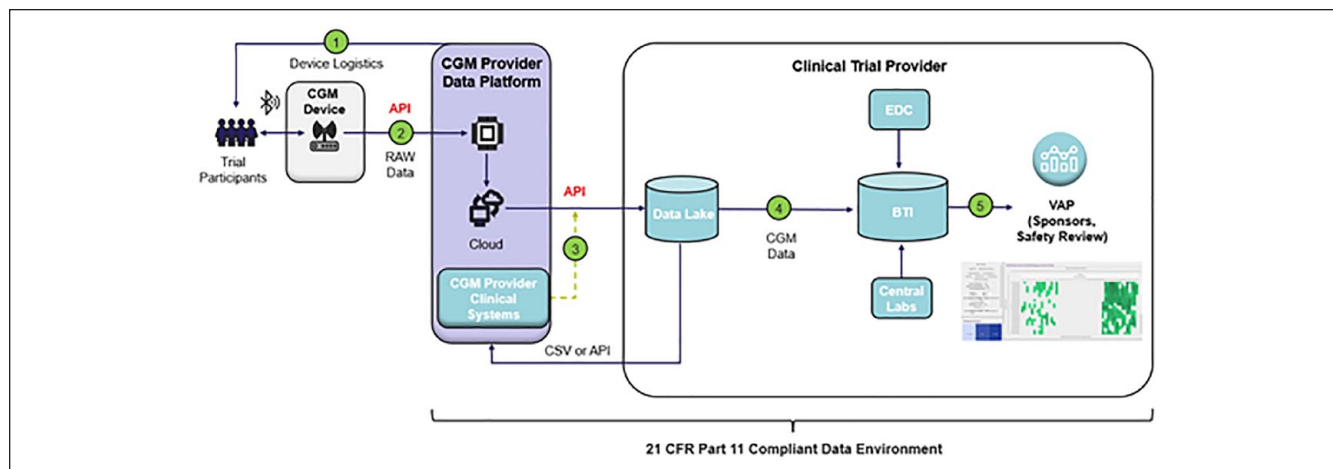 1
Device Logistics
CGM
Device
Trial
Participants
API
2
RAW
Data
CGM Provider
Data Platform
Cloud
CGM Provider
Clinical
Systems
API
3
CSV or API
Clinical Trial Provider
Data Lake
4
CGM
Data
EDC
BTI
Central
Labs
5
VAP
(Sponsors,
Safety Review)
21 CFR Part 11 Compliant Data Environment